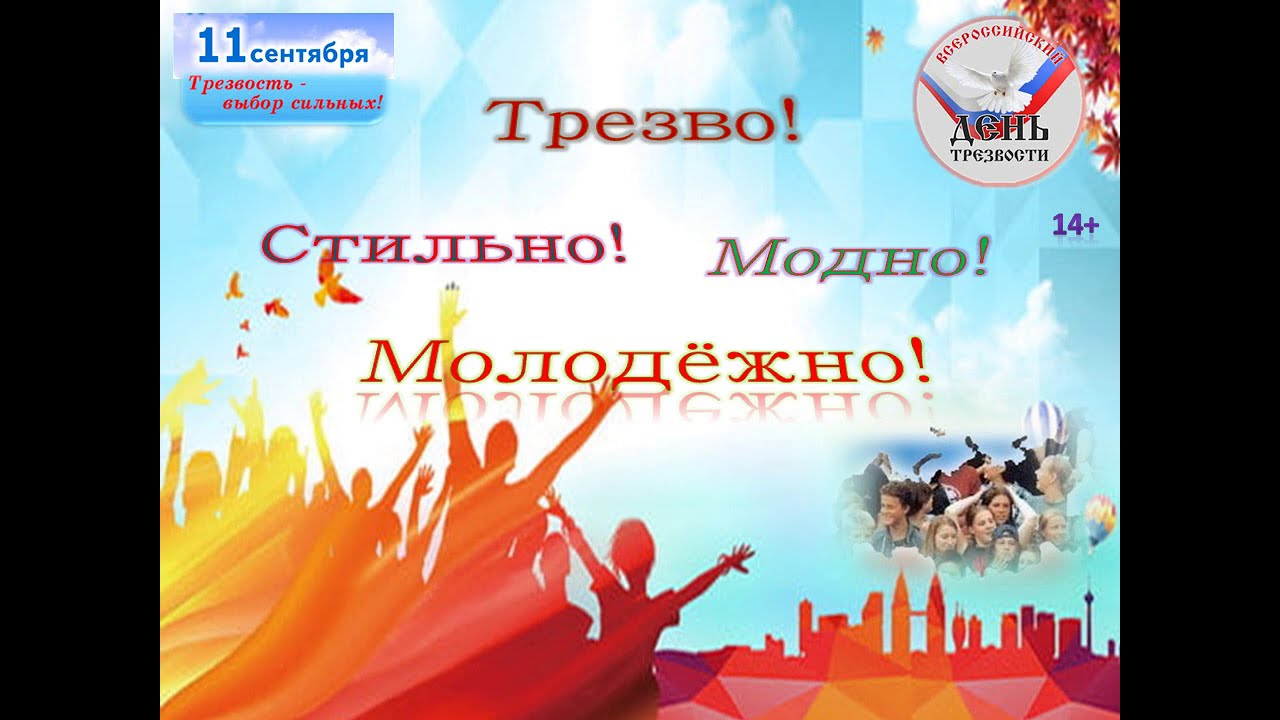 11 сентября
Трезвость -
выбор сильных!
ВСЕРОССИЙСКИЙ
ДЕНЬ
ТРЕЗВОСТИ
Трезво!
14+
Стильно!
Модно!
Молодёжно!